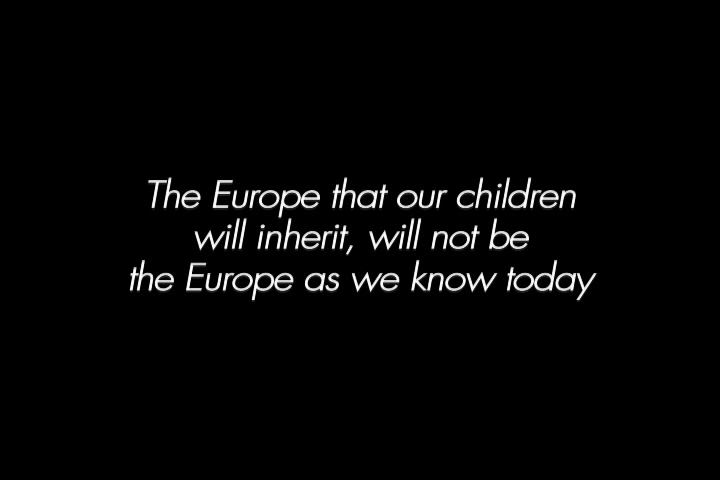 The Europe that our children
will inherit, will not be
the Europe as we know today